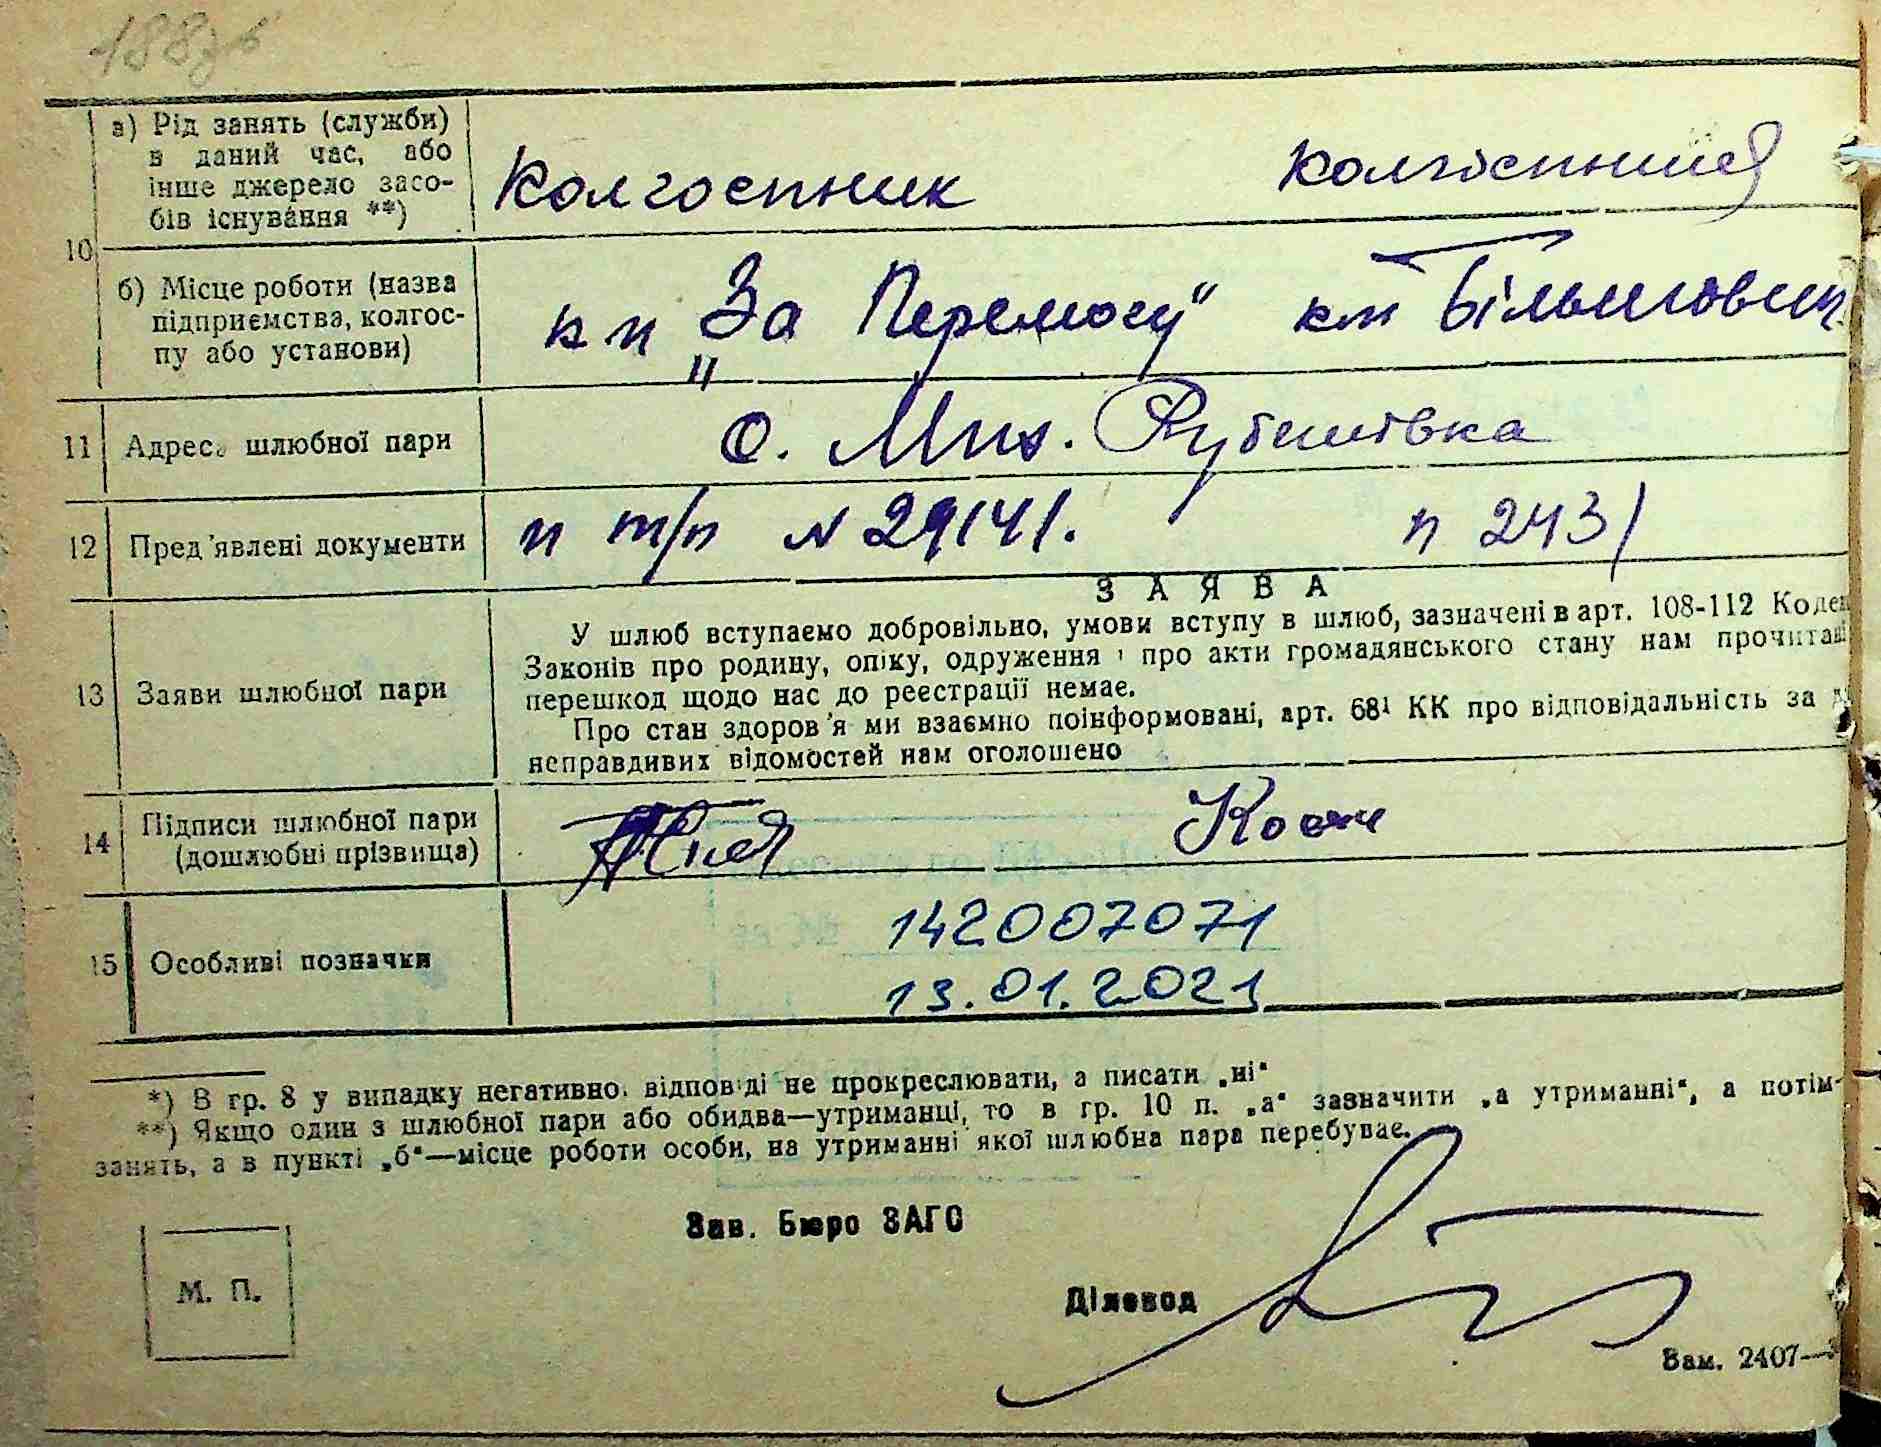 188
а) Рід занять (служби)
в даний час, або
інше джерело засо-
бів існування **)
Колгоспник
колгоспниця
10
б) Місце роботи (назва
підприємства, колгос-
пу або установи)
кп „За Перемогу“
кп Більшовик
11 Адреса шлюбної пари
с. Мих. Рубешівка
12 Пред'явлені документи
п т/п № 29141.
п 2431
ЗАЯВА
13 Заяви шлюбної пари
У шлюб вступаємо добровільно, умови вступу в шлюб, зазначені в арт. 108-112
Законів про родину, опіку, одруження і про акти громадянського стану нам прочитані
перешкод щодо нас до реєстрації немає.
Про стан здоров'я ми взаємно поінформовані, арт. 68¹ КК про відповідальність за
неправдивих відомостей нам оголошено
14 Підписи шлюбної пари
(дошлюбні прізвища)
15 Особливі позначки
142007071
13.01.2021
*) В гр. 8 у випадку негативно. відповіді не прокреслювати, а писати „ні“
**) Якщо один з шлюбної пари або обидва—утриманці, то в гр. 10 п. „а“ зазначити „а утриманні“, а потім-
занять, а в пункті „б“—місце роботи особи, на утриманні якої шлюбна пара перебуває.
Зав. Бюро ЗАГС
М. П.
Діловод
Зам. 2407—